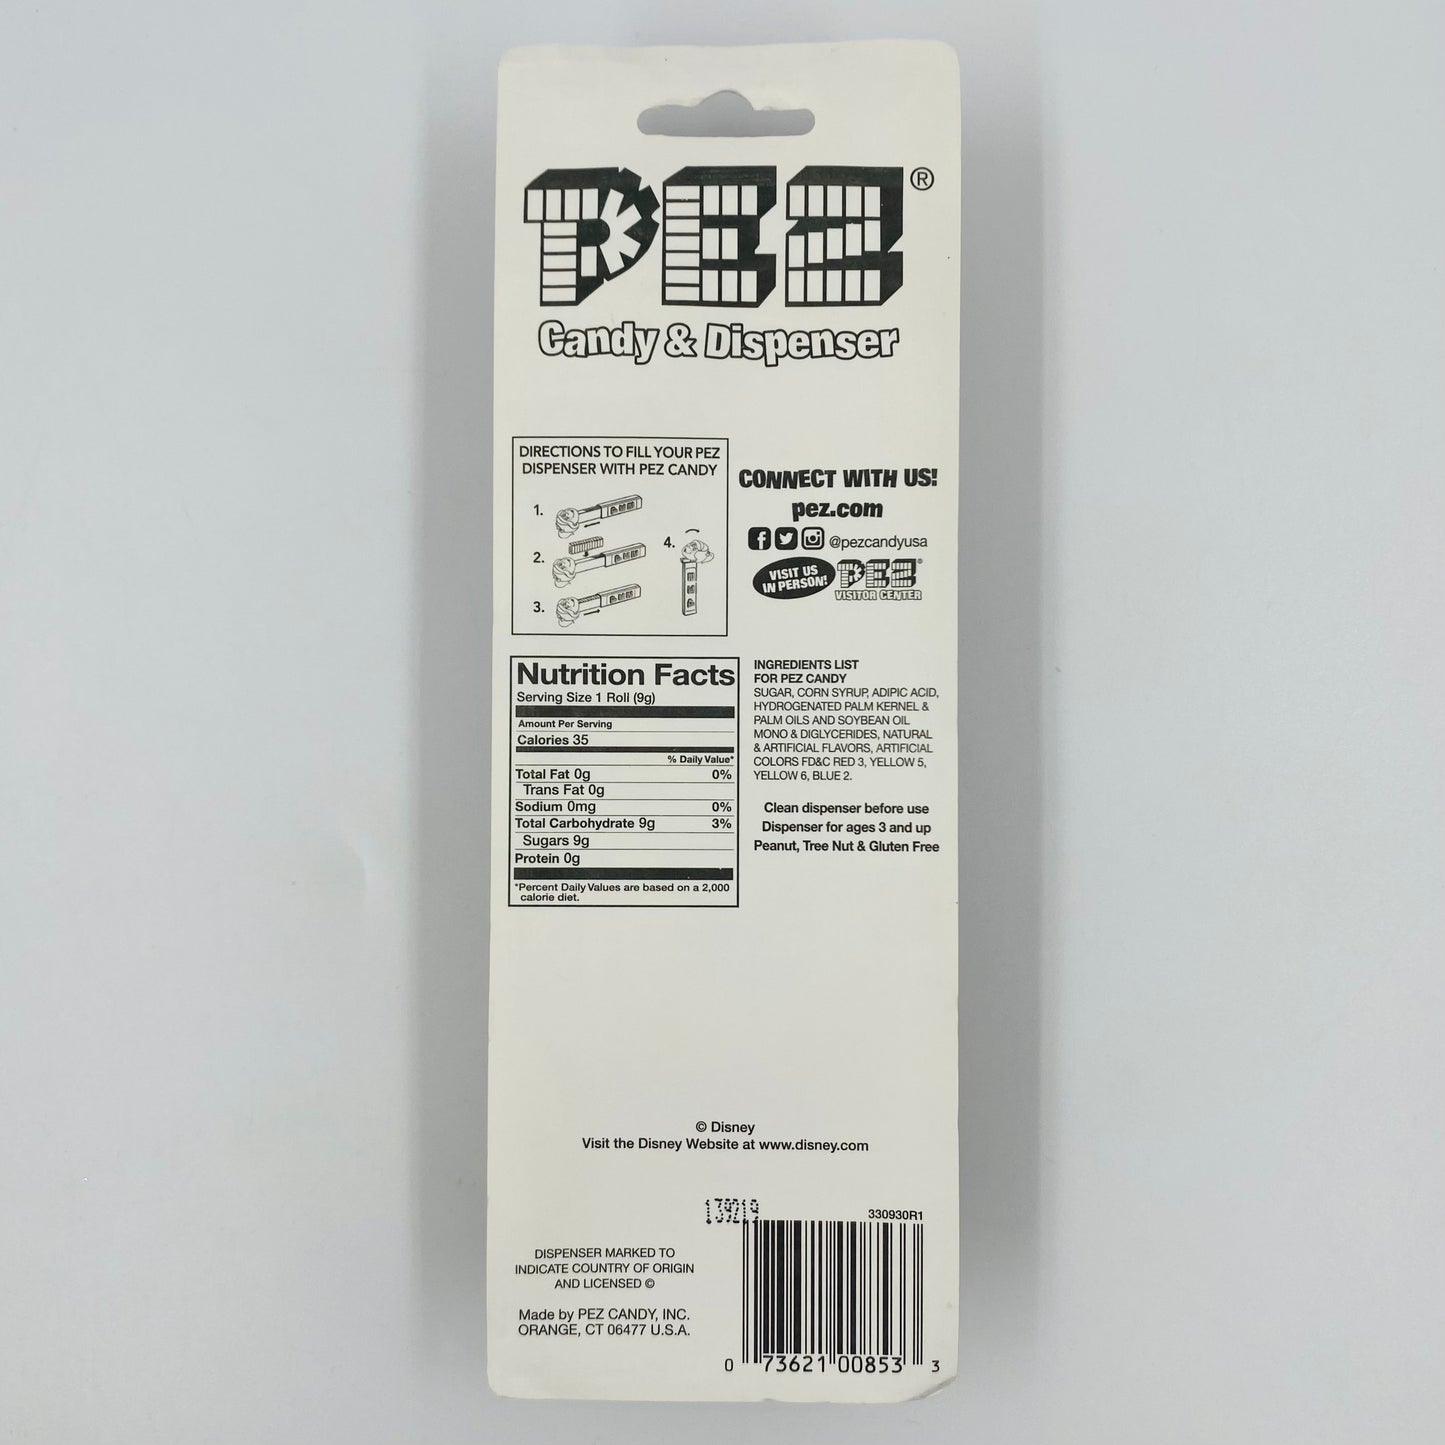 PEZ®
Candy & Dispenser
DIRECTIONS TO FILL YOUR PEZ
DISPENSER WITH PEZ CANDY
1.
2.
3.
4.
CONNECT WITH US!
pez.com
@pezcandyusa
VISIT US
IN PERSON!
PEZ®
VISITOR CENTER
Nutrition Facts
Serving Size 1 Roll (9g)
Amount Per Serving
Calories 35
% Daily Value*
Total Fat 0g 0%
Trans Fat 0g
Sodium 0mg 0%
Total Carbohydrate 9g 3%
Sugars 9g
Protein 0g
*Percent Daily Values are based on a 2,000
calorie diet.
INGREDIENTS LIST
FOR PEZ CANDY
SUGAR, CORN SYRUP, ADIPIC ACID,
HYDROGENATED PALM KERNEL &
PALM OILS AND SOYBEAN OIL
MONO & DIGLYCERIDES, NATURAL
& ARTIFICIAL FLAVORS, ARTIFICIAL
COLORS FD&C RED 3, YELLOW 5,
YELLOW 6, BLUE 2.
Clean dispenser before use
Dispenser for ages 3 and up
Peanut, Tree Nut & Gluten Free
© Disney
Visit the Disney Website at www.disney.com
139219
330930R1
DISPENSER MARKED TO
INDICATE COUNTRY OF ORIGIN
AND LICENSED ©
Made by PEZ CANDY, INC.
ORANGE, CT 06477 U.S.A.
0 73621 00853 3